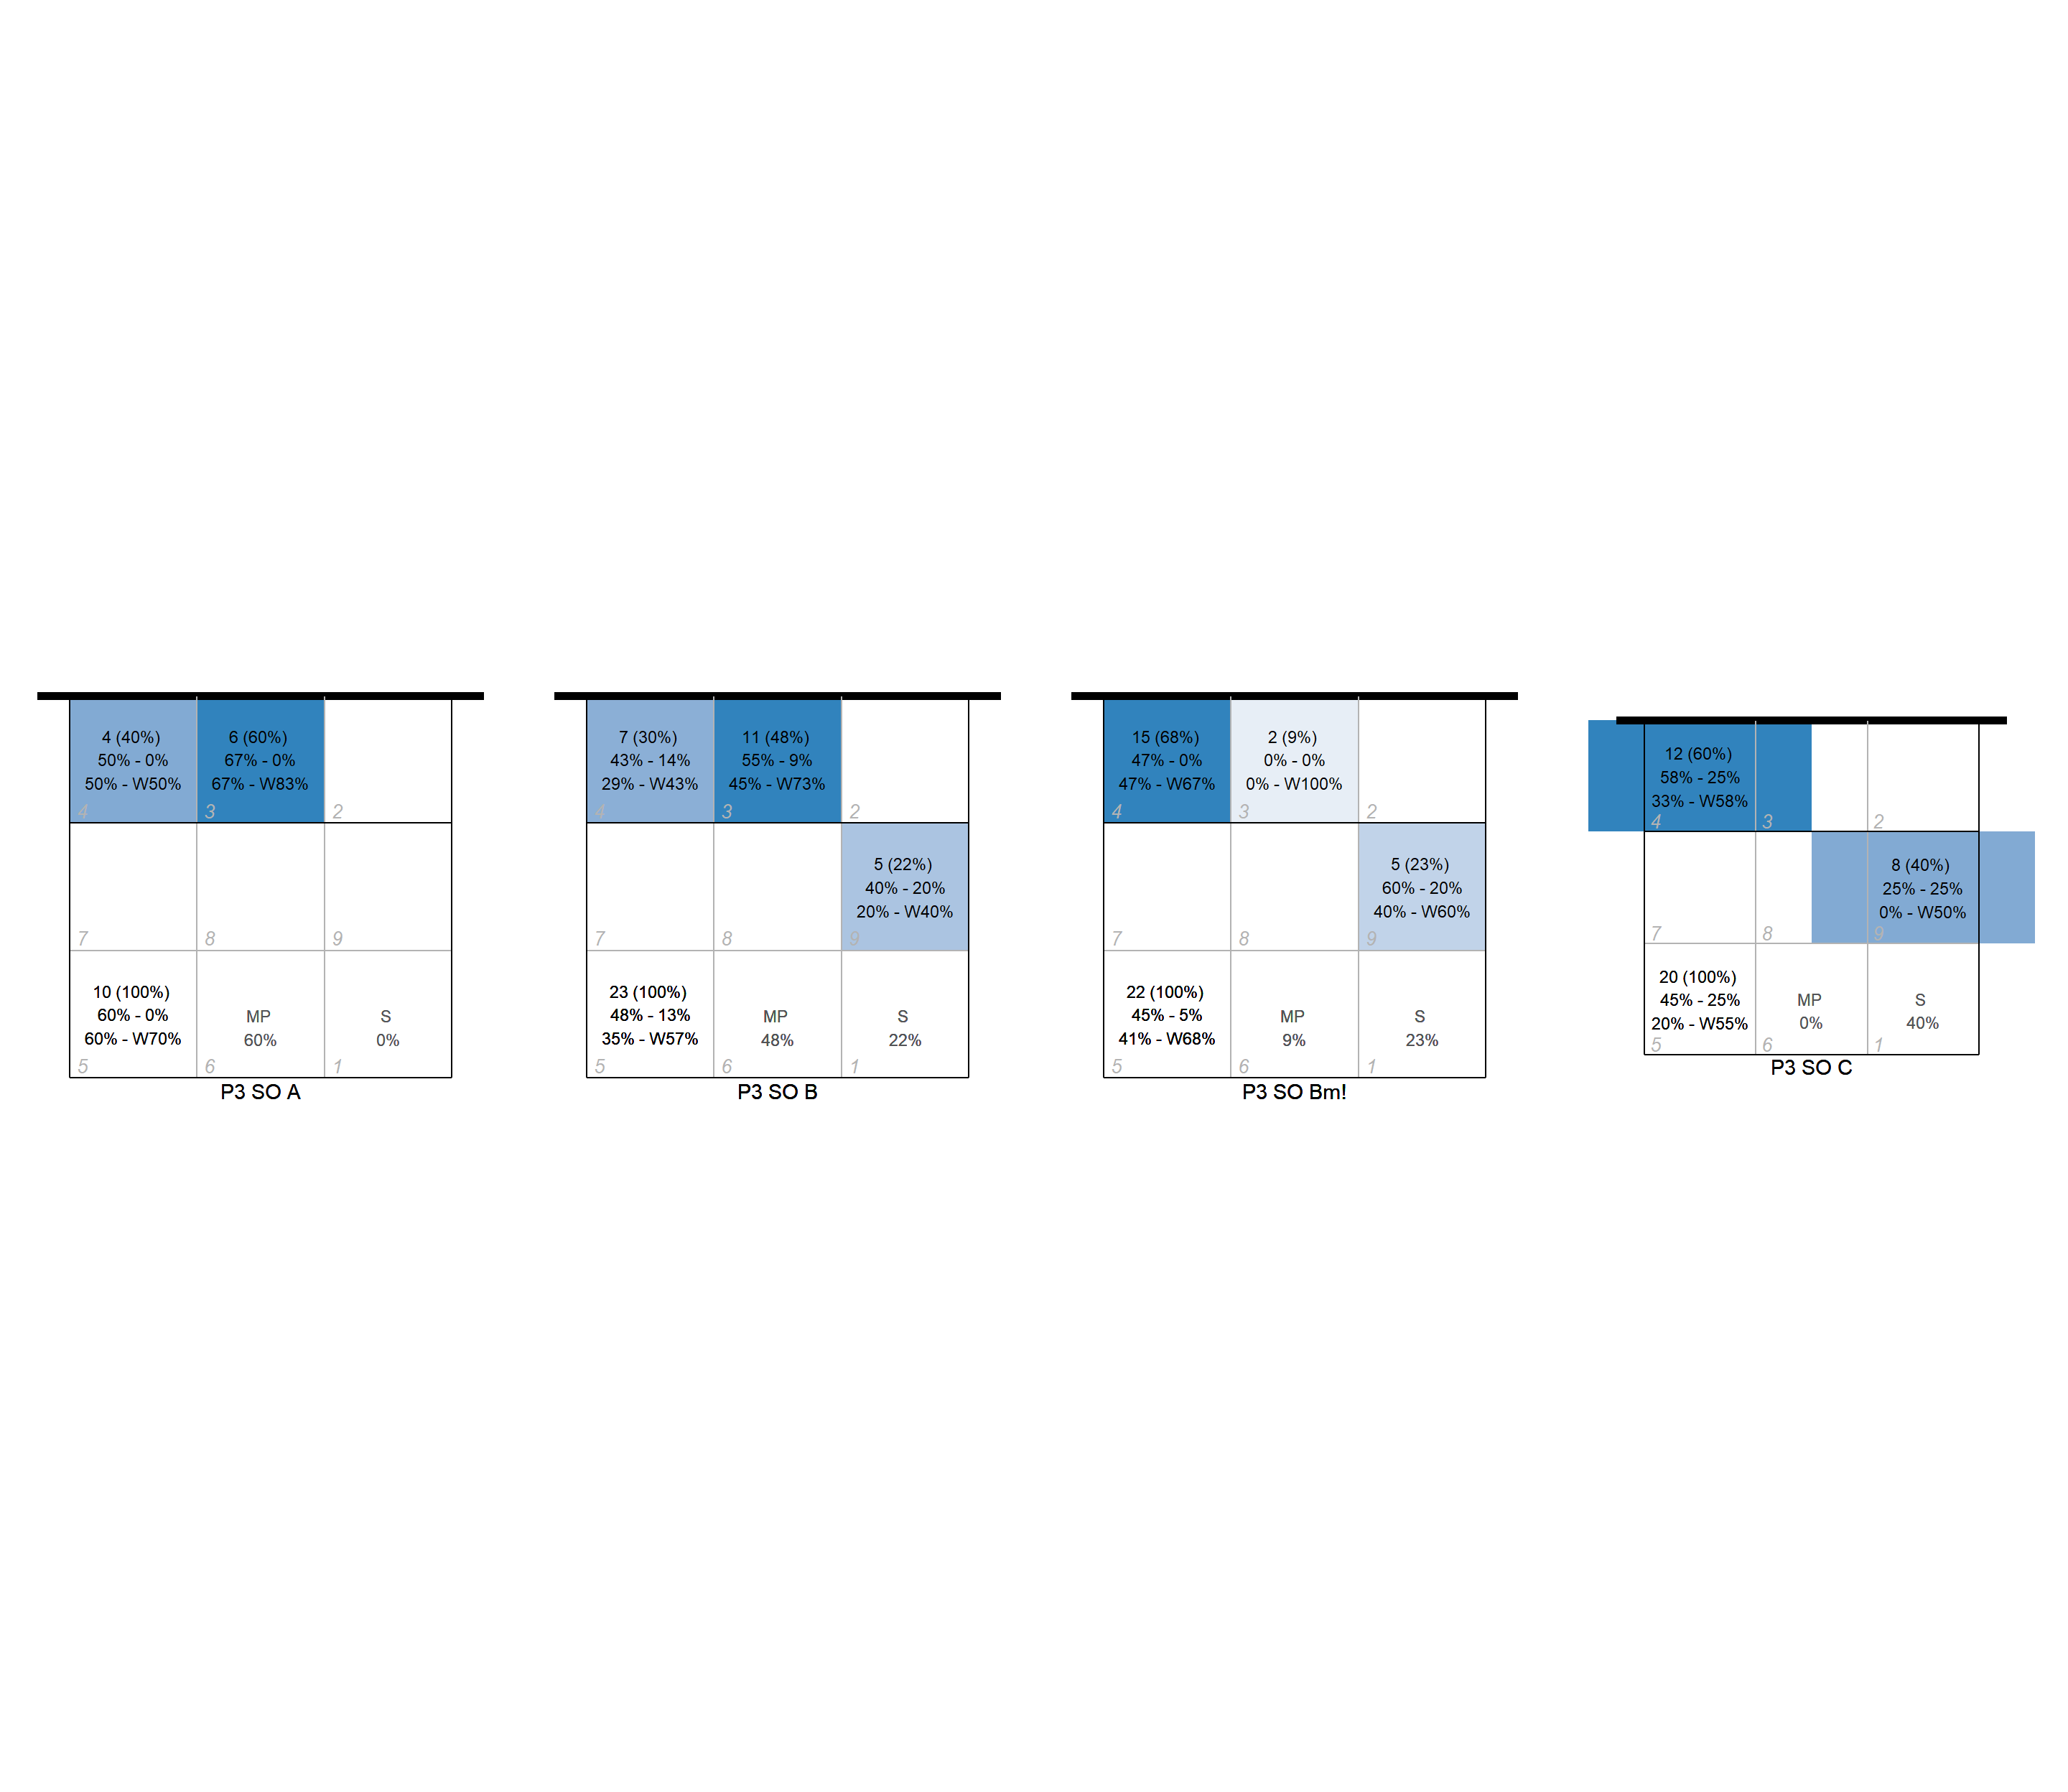 4 (40%)
50% - 0%
50% - W50%
4
6 (60%)
67% - 0%
67% - W83%
3
2
7
8
9
10 (100%)
60% - 0%
60% - W70%
5
MP
60%
6
S
0%
1
P3 SO A
7 (30%)
43% - 14%
29% - W43%
4
11 (48%)
55% - 9%
45% - W73%
3
2
7
8
5 (22%)
40% - 20%
20% - W40%
9
23 (100%)
48% - 13%
35% - W57%
5
MP
48%
6
S
22%
1
P3 SO B
15 (68%)
47% - 0%
47% - W67%
4
2 (9%)
0% - 0%
0% - W100%
3
2
7
8
5 (23%)
60% - 20%
40% - W60%
9
22 (100%)
45% - 5%
41% - W68%
5
MP
9%
6
S
23%
1
P3 SO Bm!
12 (60%)
58% - 25%
33% - W58%
4
3
2
7
8
8 (40%)
25% - 25%
0% - W50%
9
20 (100%)
45% - 25%
20% - W55%
5
MP
0%
6
S
40%
1
P3 SO C